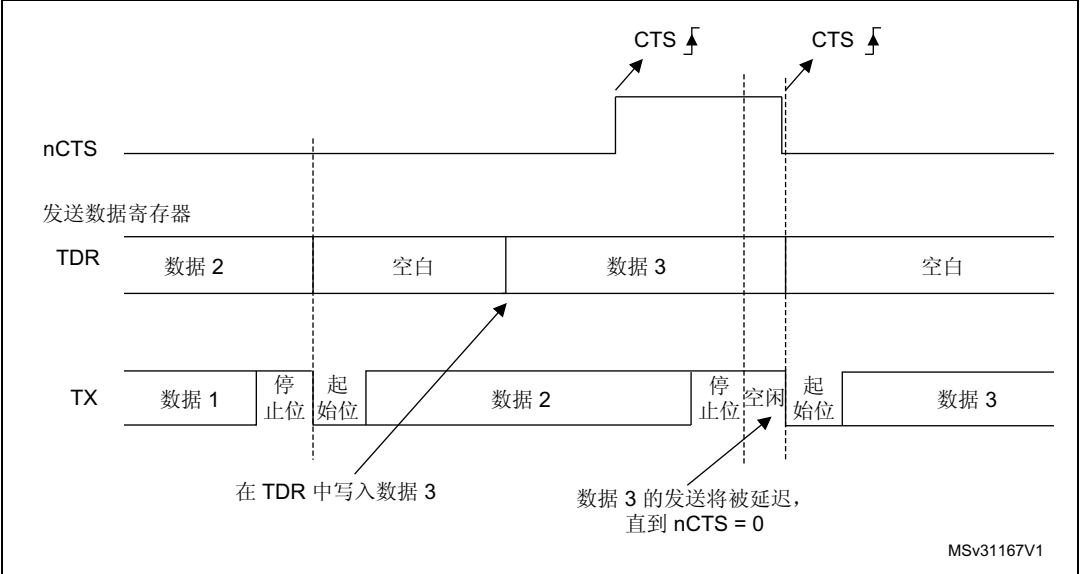 CTS CTS
nCTS
发送数据寄存器
TDR 数据 2 空白 数据 3 空白
TX 数据 1 停止位 起始位 数据 2 停止位 空闲 起始位 数据 3
在 TDR 中写入数据 3
数据 3 的发送将被延迟，
直到 nCTS = 0
MSv31167V1